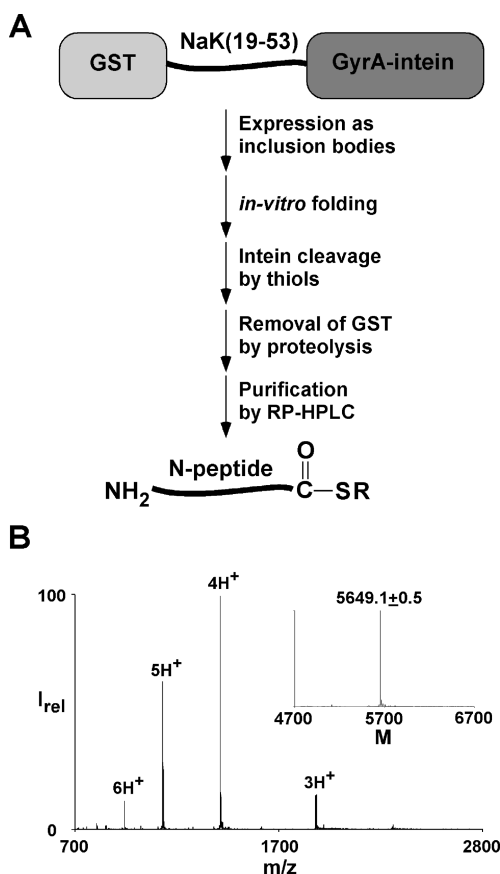 A
GST
NaK(19-53)
GyrA-intein
Expression as
inclusion bodies
in-vitro folding
Intein cleavage
by thiols
Removal of GST
by proteolysis
Purification
by RP-HPLC
N-peptide
O
NH2
C—SR
B
4H+
100
5649.1±0.5
5H+
Irel
4700 5700 6700
M
6H+
3H+
0
700 1700 2800
m/z